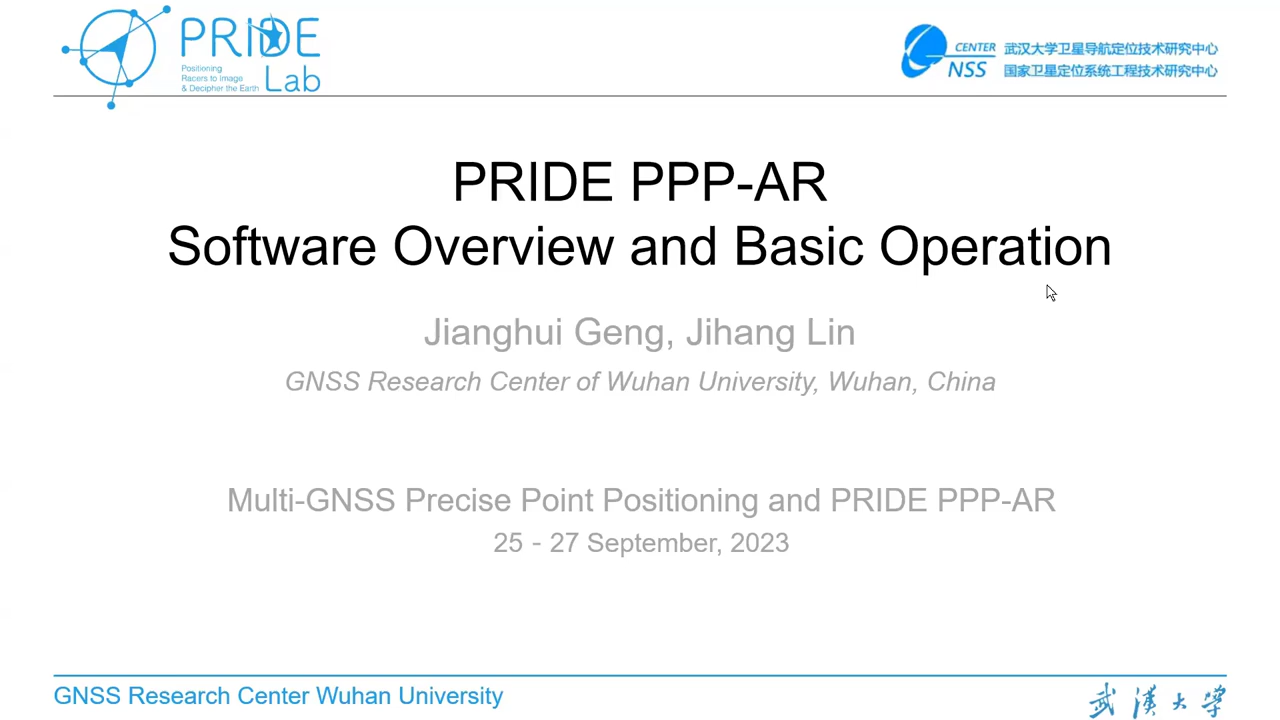 PRIDE
Lab
Positioning
Racers to image
& Decipher the Earth
CENTER
NSS
武汉大学卫星导航定位技术研究中心
国家卫星定位系统工程技术研究中心
PRIDE PPP-AR
Software Overview and Basic Operation
Jianghui Geng, Jihang Lin
GNSS Research Center of Wuhan University, Wuhan, China
Multi-GNSS Precise Point Positioning and PRIDE PPP-AR
25 - 27 September, 2023
GNSS Research Center Wuhan University
武漢大学